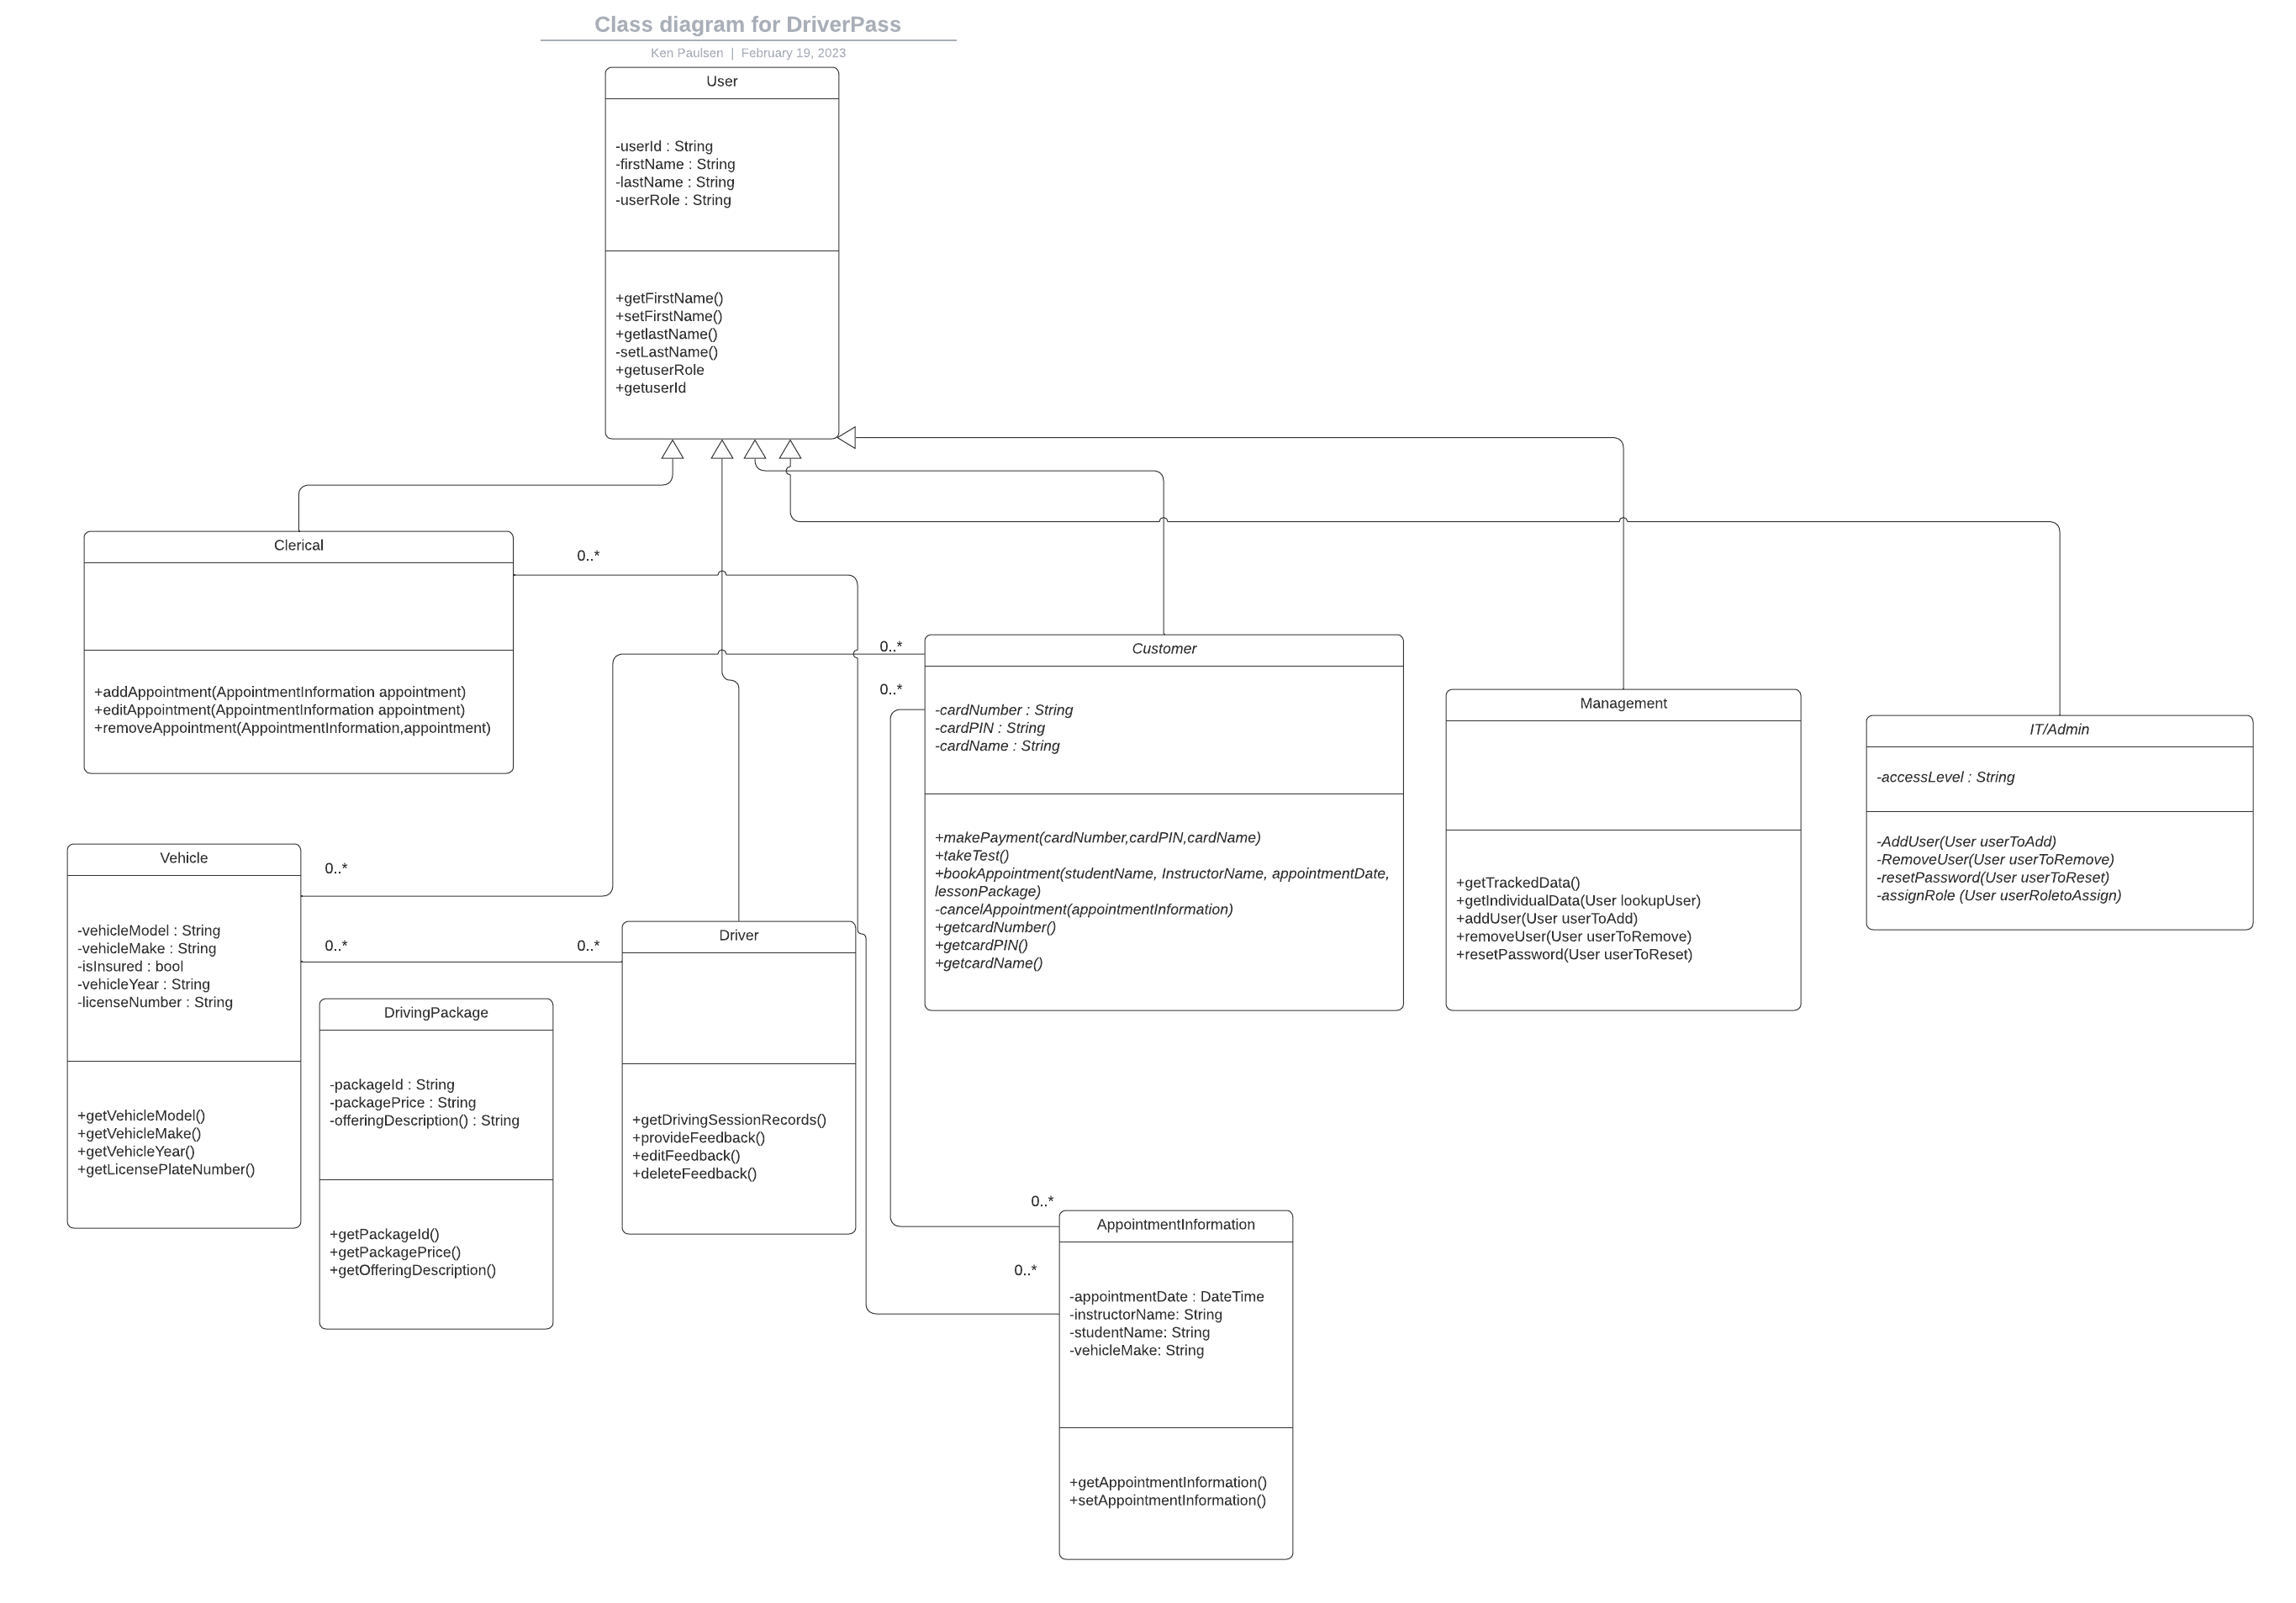 Class diagram for DriverPass
Ken Paulsen | February 19, 2023
User
-userId : String
-firstName : String
-lastName : String
-userRole : String
+getFirstName()
+setFirstName()
+getlastName()
-setLastName()
+getuserRole
+getuserId
Clerical
+addAppointment(AppointmentInformation appointment)
+editAppointment(AppointmentInformation appointment)
+removeAppointment(AppointmentInformation,appointment)
0..*
0..*
0..*
Customer
-cardNumber : String
-cardPIN : String
-cardName : String
+makePayment(cardNumber,cardPIN,cardName)
+takeTest()
+bookAppointment(studentName, InstructorName, appointmentDate,
lessonPackage)
-cancelAppointment(appointmentInformation)
+getcardNumber()
+getcardPIN()
+getcardName()
Management
+getTrackedData()
+getIndividualData(User lookupUser)
+addUser(User userToAdd)
+removeUser(User userToRemove)
+resetPassword(User userToReset)
IT/Admin
-accessLevel : String
-AddUser(User userToAdd)
-RemoveUser(User userToRemove)
-resetPassword(User userToReset)
-assignRole (User userRoletoAssign)
Vehicle
-vehicleModel : String
-vehicleMake : String
-isInsured : bool
-vehicleYear : String
-licenseNumber : String
+getVehicleModel()
+getVehicleMake()
+getVehicleYear()
+getLicensePlateNumber()
0..*
0..*
0..*
DrivingPackage
-packageId : String
-packagePrice : String
-offeringDescription() : String
+getPackageId()
+getPackagePrice()
+getOfferingDescription()
Driver
+getDrivingSessionRecords()
+provideFeedback()
+editFeedback()
+deleteFeedback()
0..*
0..*
AppointmentInformation
-appointmentDate : DateTime
-instructorName: String
-studentName: String
-vehicleMake: String
+getAppointmentInformation()
+setAppointmentInformation()